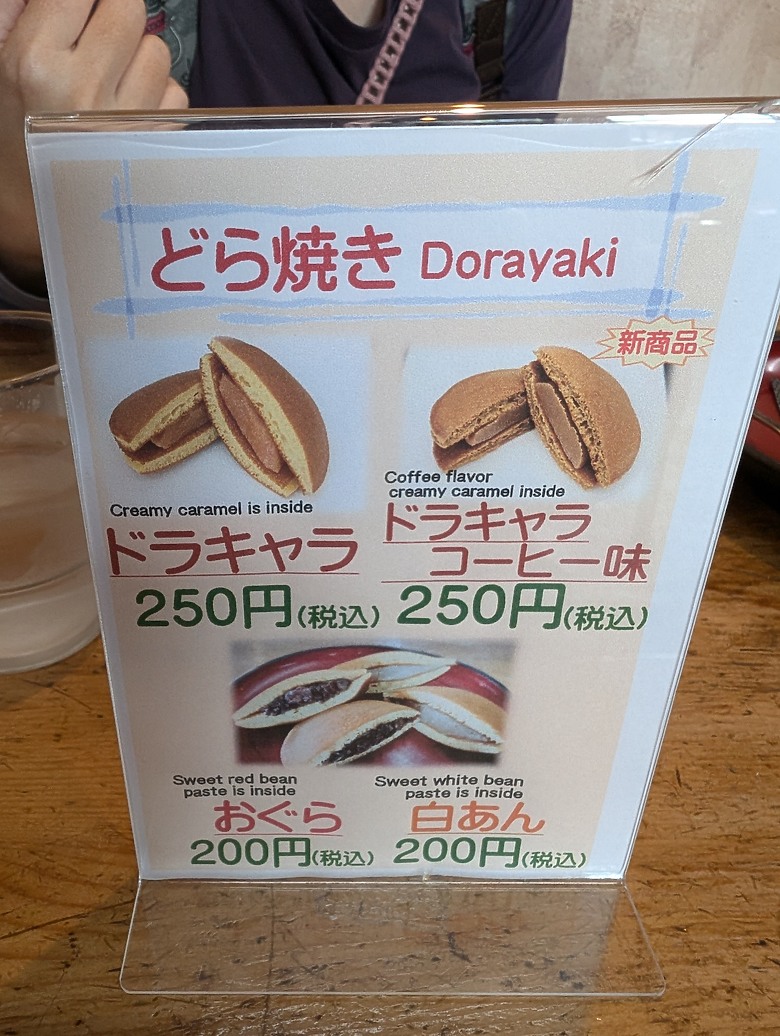 どら焼き Dorayaki
新商品
Creamy caramel is inside
ドラキャラ
250円(税込)
Coffee flavor
creamy caramel inside
ドラキャラ
コーヒー味
250円(税込)
Sweet red bean
paste is inside
おぐら
200円(税込)
Sweet white bean
paste is inside
白あん
200円(税込)